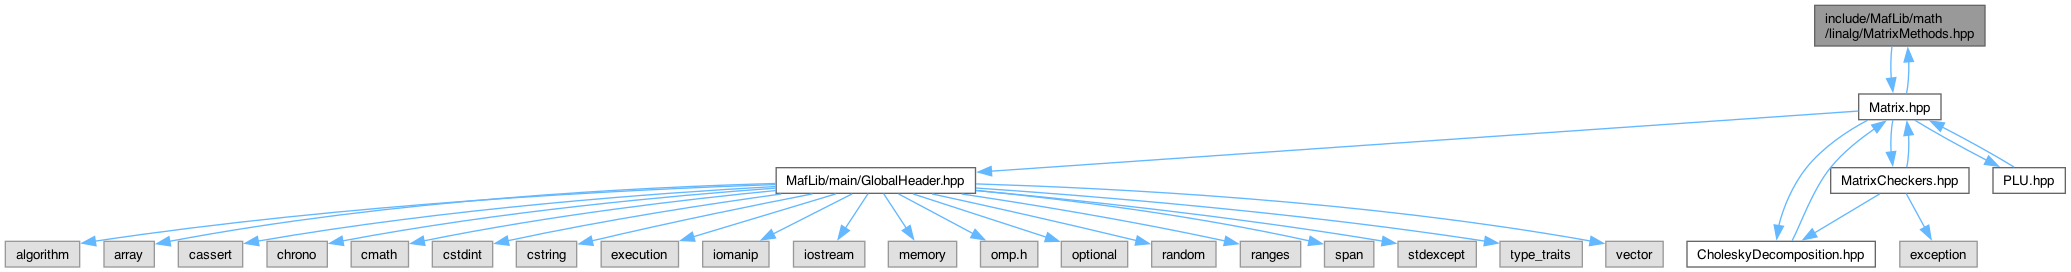 include/MafLib/math
/linalg/MatrixMethods.hpp
Matrix.hpp
MafLib/main/GlobalHeader.hpp
MatrixCheckers.hpp
PLU.hpp
algorithm
array
cassert
chrono
cmath
cstdint
cstring
execution
iomanip
iostream
memory
omp.h
optional
random
ranges
span
stdexcept
type_traits
vector
CholeskyDecomposition.hpp
exception